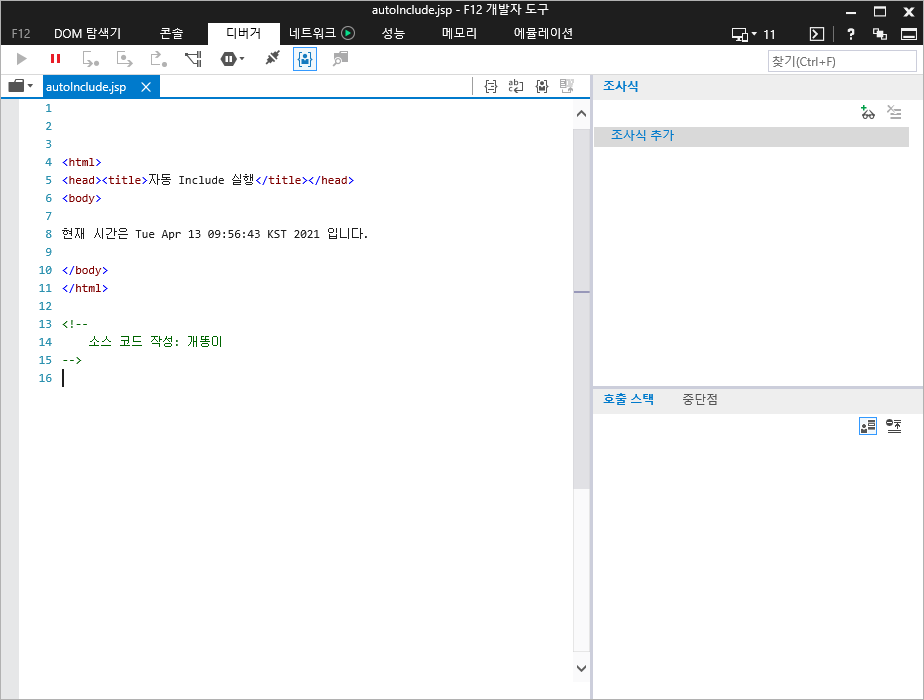 autoInclude.jsp - F12 개발자 도구
F12 DOM 탐색기 콘솔 디버거 네트워크 성능 메모리 에뮬레이션 11 ?
찾기(Ctrl+F)
autoInclude.jsp
조사식
조사식 추가
1
2
3
4 <html>
5 <head><title>자동 Include 실행</title></head>
6 <body>
7
8 현재 시간은 Tue Apr 13 09:56:43 KST 2021 입니다.
9
10 </body>
11 </html>
12
13 <!--
14 소스 코드 작성: 개똥이
15 -->
16
호출 스택 중단점